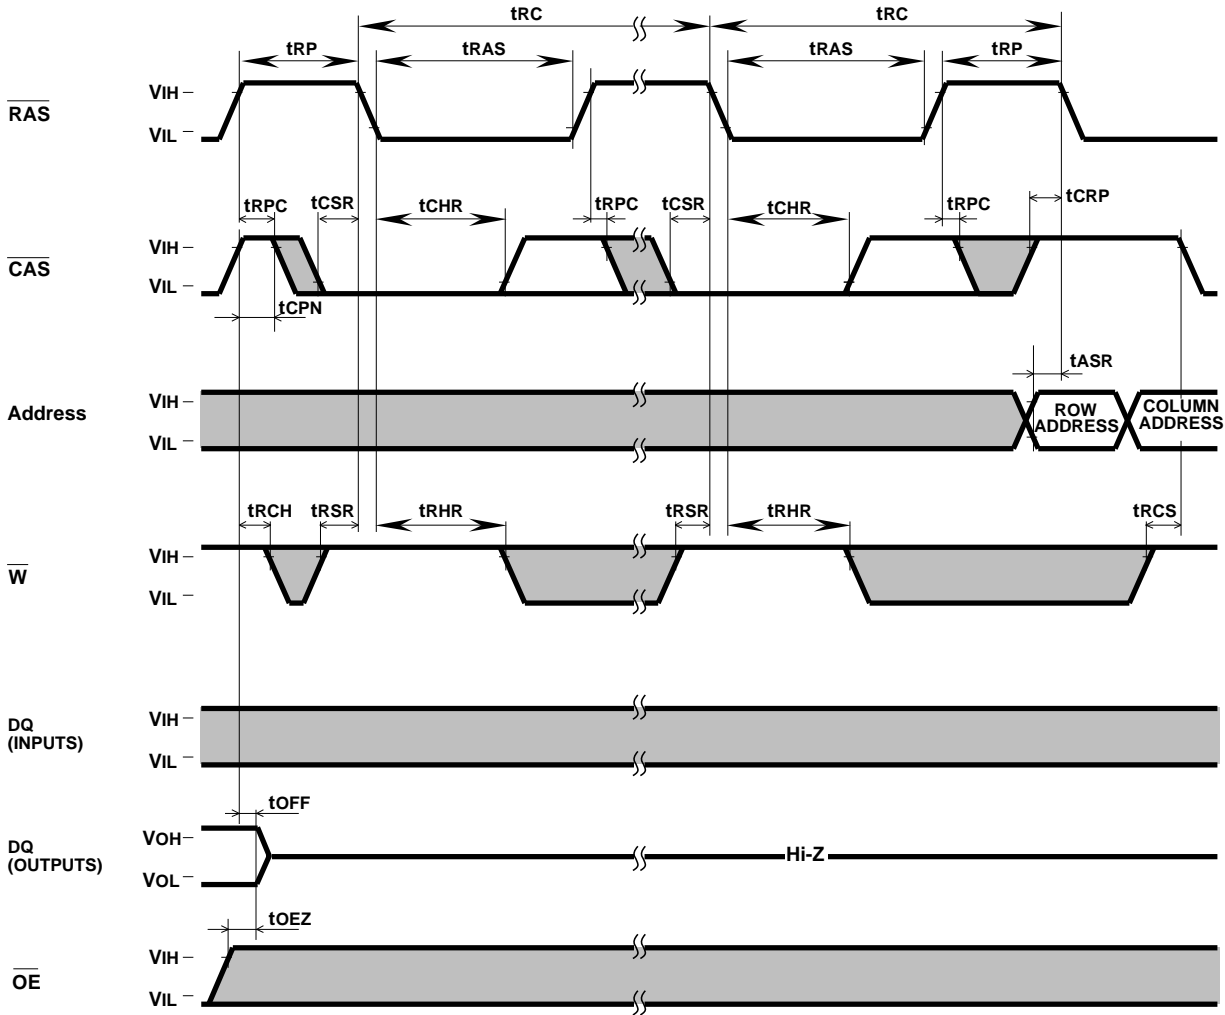 tRC tRC
tRP tRAS tRAS tRP
RAS
VIH
VIL
tRPC tCSR tCHR tRPC tCSR tCHR tRPC tCRP
CAS
VIH
VIL
tCPN
tASR
Address
VIH
VIL
ROW
ADDRESS
COLUMN
ADDRESS
tRCH tRSR tRHR tRSR tRHR tRCS
W
VIH
VIL
DQ
(INPUTS)
VIH
VIL
tOFF
DQ
(OUTPUTS)
VOH
VOL
Hi-Z
tOEZ
OE
VIH
VIL